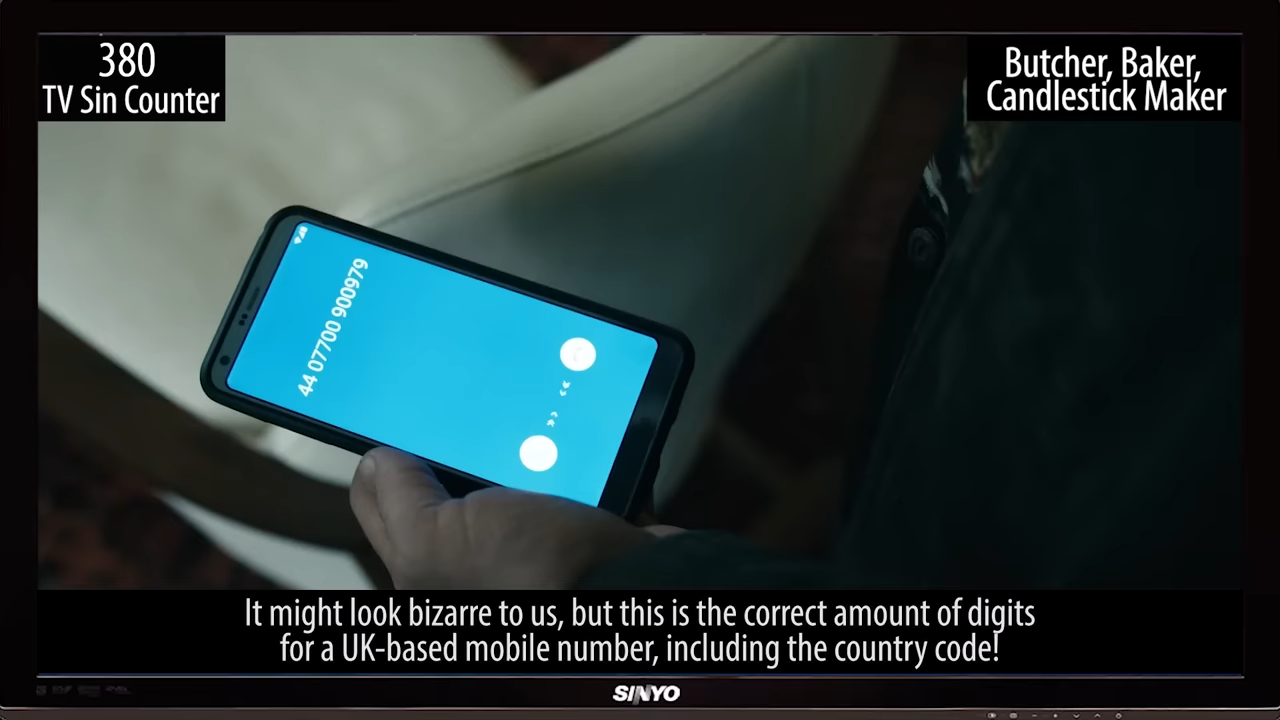 380
TV Sin Counter
Butcher, Baker,
Candlestick Maker
44 07700 900979
It might look bizarre to us, but this is the correct amount of digits
for a UK-based mobile number, including the country code!
SINYO